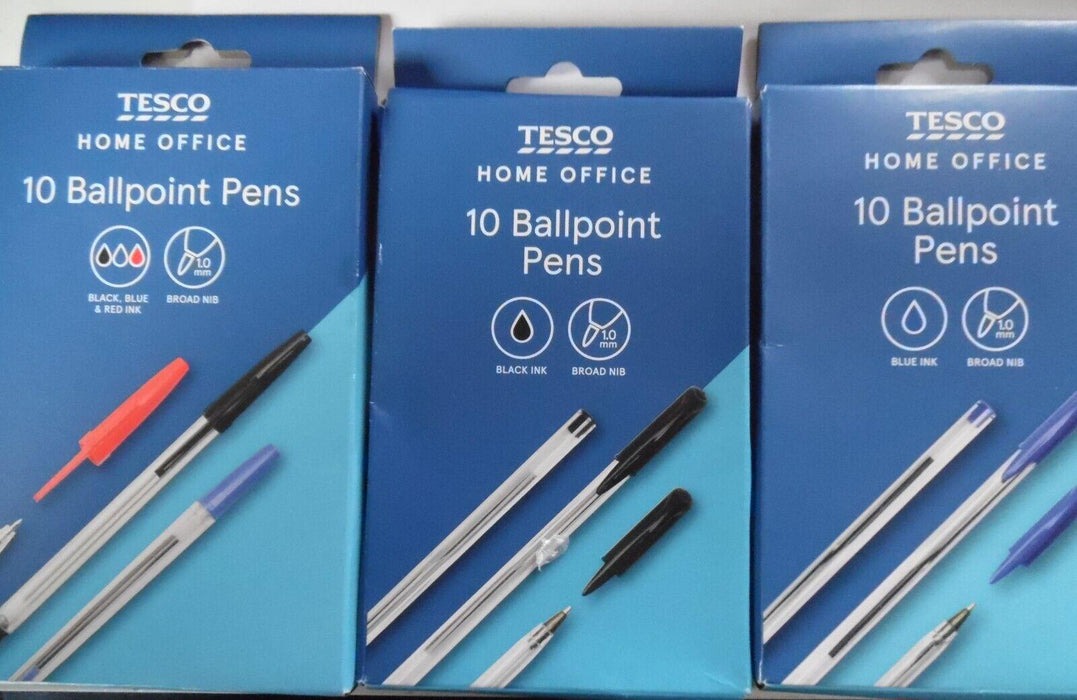 TESCO
HOME OFFICE
10 Ballpoint Pens
1.0
mm
BLACK, BLUE
& RED INK
BROAD NIB
TESCO
HOME OFFICE
10 Ballpoint
Pens
1.0
mm
BLACK INK
BROAD NIB
TESCO
HOME OFFICE
10 Ballpoint
Pens
1.0
mm
BLUE INK
BROAD NIB